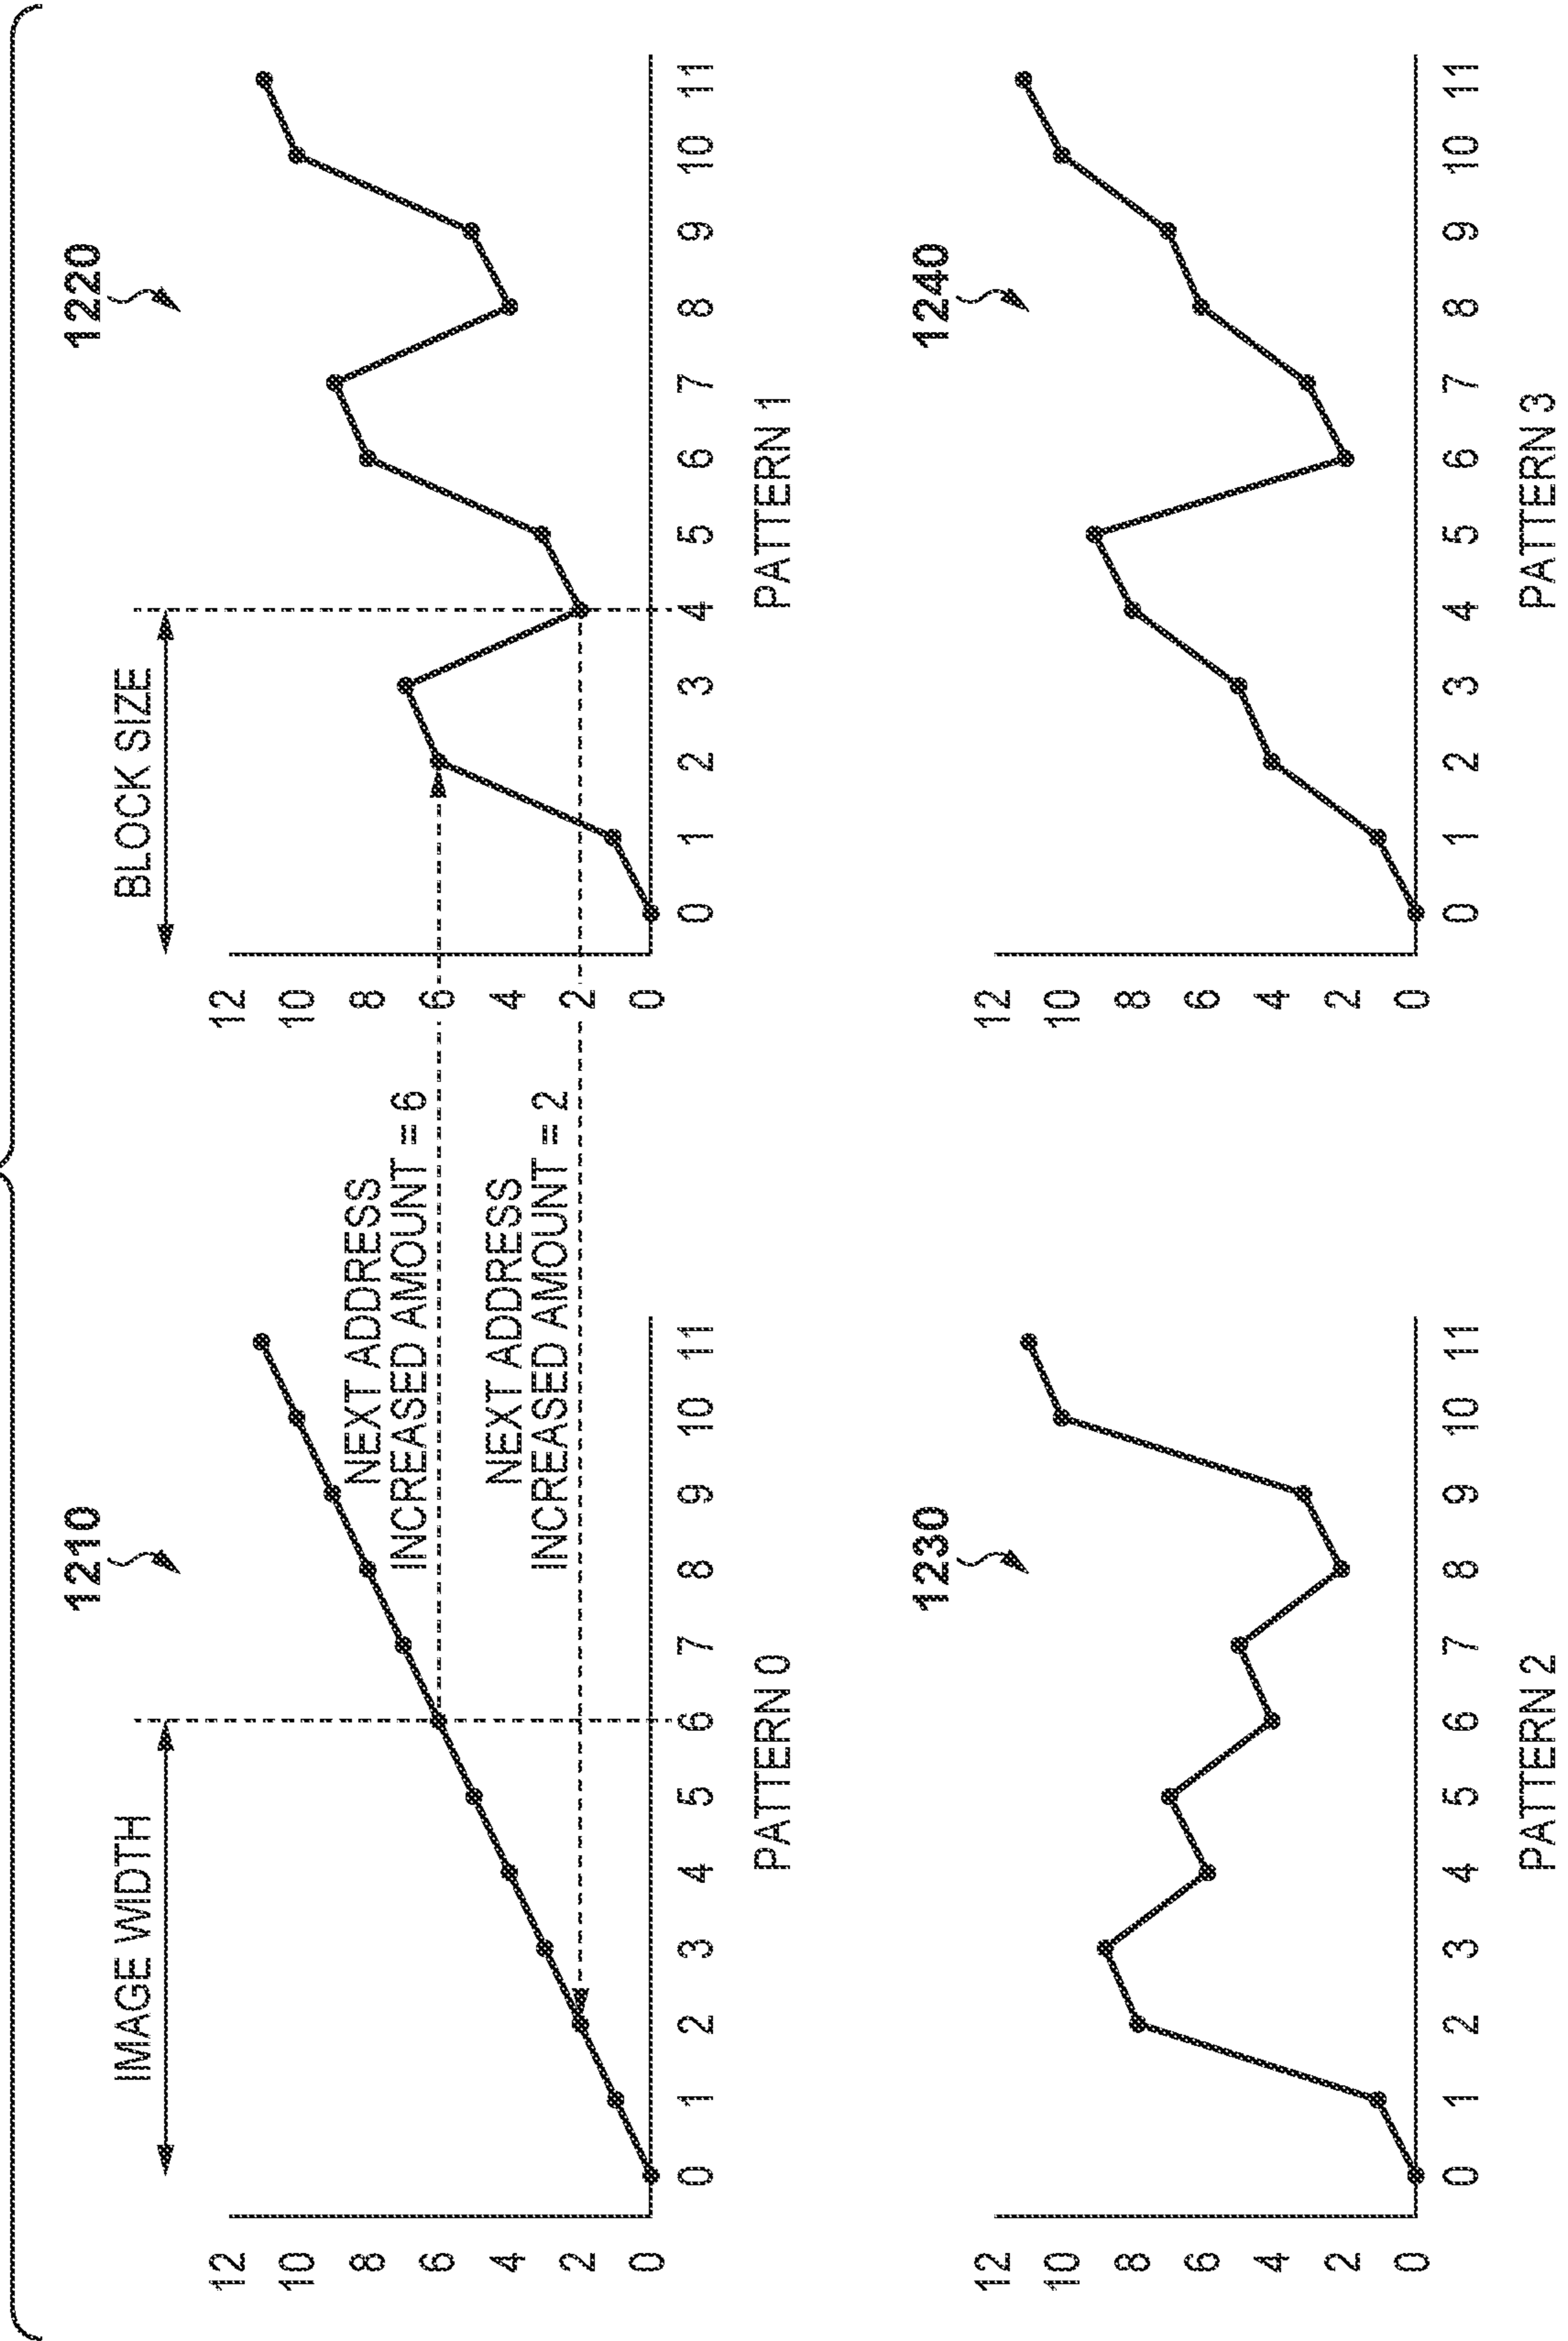 1210
IMAGE WIDTH
12
10
8
6
4
2
0
0 1 2 3 4 5 6 7 8 9 10 11
PATTERN 0
NEXT ADDRESS
INCREASED AMOUNT = 6
NEXT ADDRESS
INCREASED AMOUNT = 2
1220
BLOCK SIZE
12
10
8
6
4
2
0
0 1 2 3 4 5 6 7 8 9 10 11
PATTERN 1
1230
12
10
8
6
4
2
0
0 1 2 3 4 5 6 7 8 9 10 11
PATTERN 2
1240
12
10
8
6
4
2
0
0 1 2 3 4 5 6 7 8 9 10 11
PATTERN 3